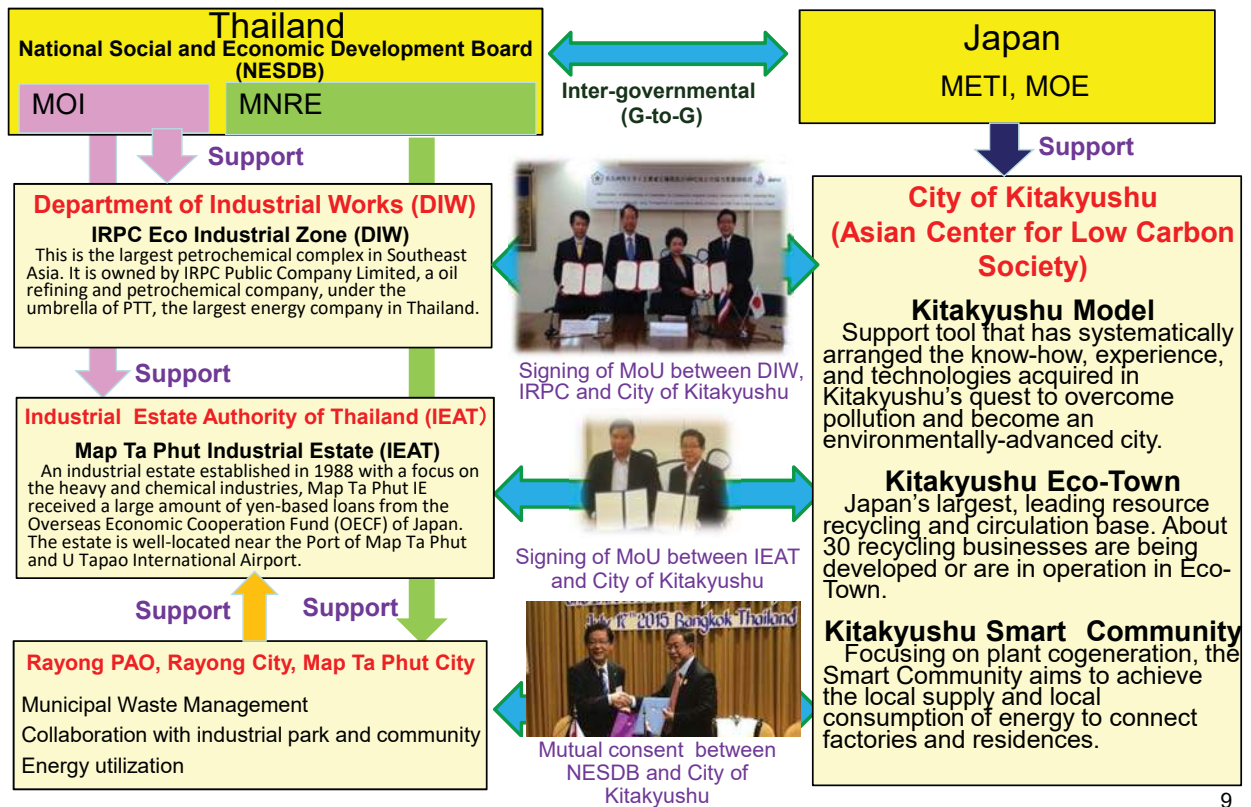 Thailand
National Social and Economic Development Board
(NESDB)
MOI
MNRE
Inter-governmental
(G-to-G)
Japan
METI, MOE
Support
Support
Department of Industrial Works (DIW)
IRPC Eco Industrial Zone (DIW)
This is the largest petrochemical complex in Southeast
Asia. It is owned by IRPC Public Company Limited, a oil
refining and petrochemical company, under the
umbrella of PTT, the largest energy company in Thailand.
Signing of MoU between DIW,
IRPC and City of Kitakyushu
Support
Industrial Estate Authority of Thailand (IEAT)
Map Ta Phut Industrial Estate (IEAT)
An industrial estate established in 1988 with a focus on
the heavy and chemical industries, Map Ta Phut IE
received a large amount of yen-based loans from the
Overseas Economic Cooperation Fund (OECF) of Japan.
The estate is well-located near the Port of Map Ta Phut
and U Tapao International Airport.
Signing of MoU between IEAT
and City of Kitakyushu
Support
Support
Rayong PAO, Rayong City, Map Ta Phut City
Municipal Waste Management
Collaboration with industrial park and community
Energy utilization
2015 Bangkok Thailand
Mutual consent between
NESDB and City of
Kitakyushu
City of Kitakyushu
(Asian Center for Low Carbon
Society)
Kitakyushu Model
Support tool that has systematically
arranged the know-how, experience,
and technologies acquired in
Kitakyushu's quest to overcome
pollution and become an
environmentally-advanced city.
Kitakyushu Eco-Town
Japan's largest, leading resource
recycling and circulation base. About
30 recycling businesses are being
developed or are in operation in Eco-
Town.
Kitakyushu Smart Community
Focusing on plant cogeneration, the
Smart Community aims to achieve
the local supply and local
consumption of energy to connect
factories and residences.
9